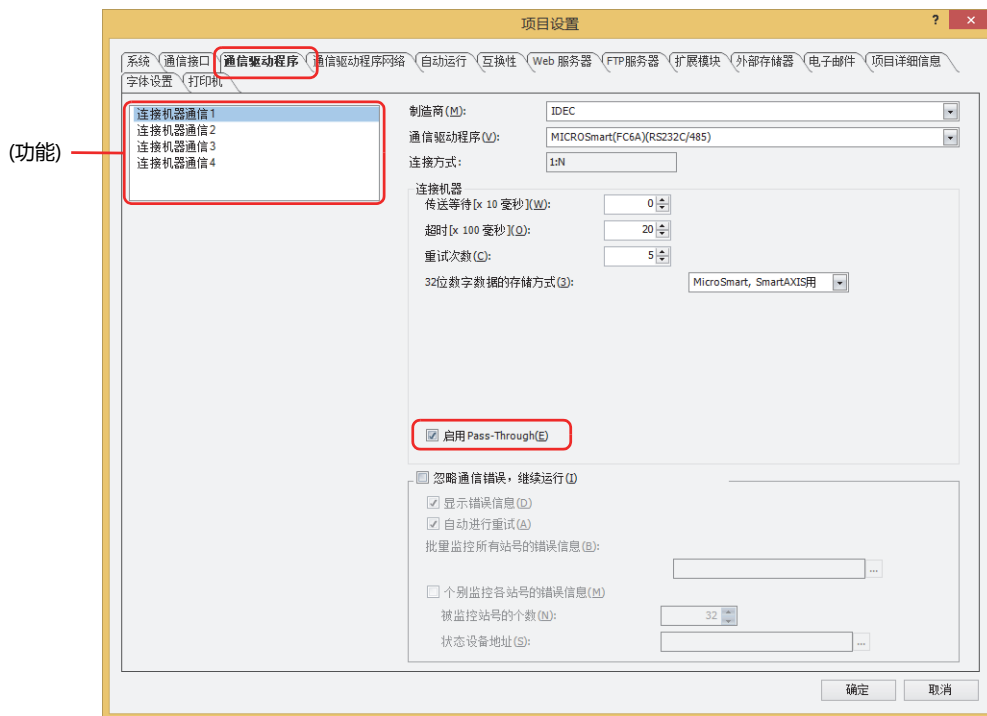 项目设置
? ×
系统 通信接口 通信驱动程序 通信驱动程序网络 自动运行 互换性 Web 服务器 FTP服务器 扩展模块 外部存储器 电子邮件 项目详细信息
字体设置 打印机
(功能)
连接机器通信1
连接机器通信2
连接机器通信3
连接机器通信4
制造商(M): IDEC
通信驱动程序(V): MICROSmart(FC6A)(RS232C/485)
连接方式: 1:N
连接机器
传送等待[x 10 毫秒](W): 0
超时[x 100 毫秒](O): 20
重试次数(C): 5
32位数字数据的存储方式(3): MicroSmart, SmartAXIS用
启用Pass-Through(E)
忽略通信错误，继续运行(I)
显示错误信息(D)
自动进行重试(A)
批量监控所有站号的错误信息(B):
...
个别监控各站号的错误信息(M)
被监控站号的个数(N): 32
状态设备地址(S): ...
确定 取消